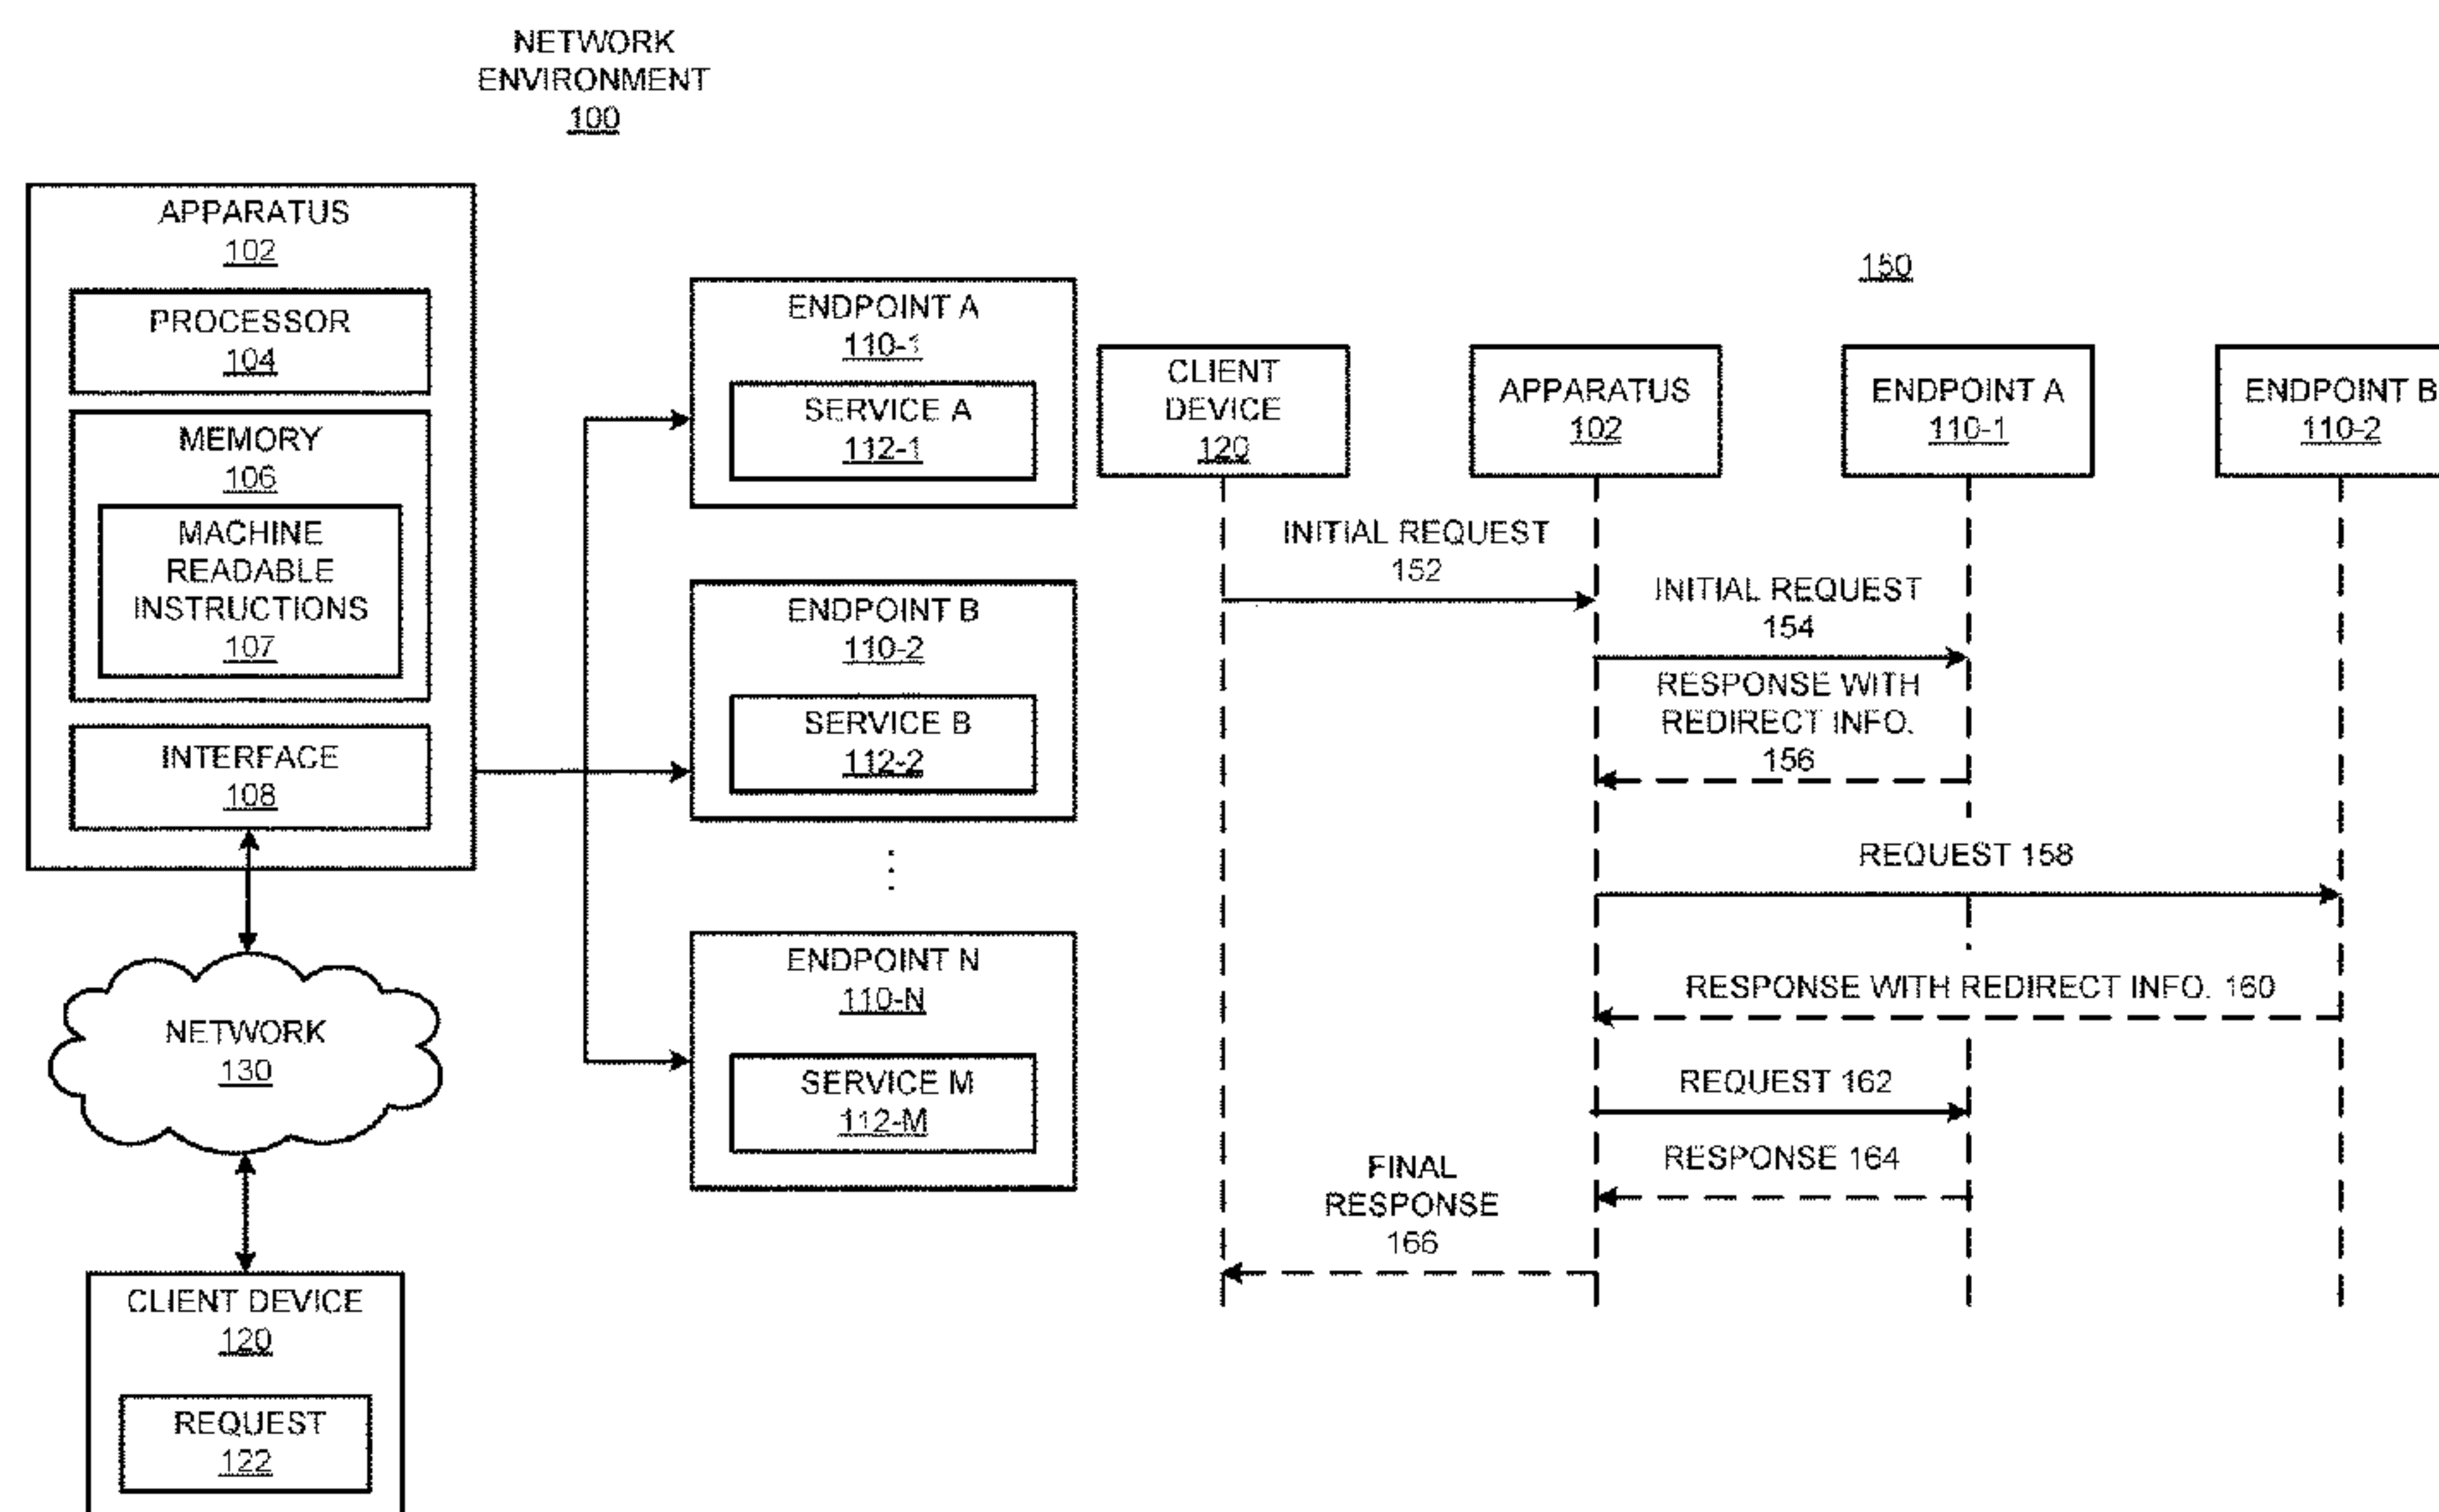 NETWORK
ENVIRONMENT
100
APPARATUS
102
PROCESSOR
104
MEMORY
106
MACHINE
READABLE
INSTRUCTIONS
107
INTERFACE
108
NETWORK
130
CLIENT DEVICE
120
REQUEST
122
ENDPOINT A
110-1
SERVICE A
112-1
ENDPOINT B
110-2
SERVICE B
112-2
ENDPOINT N
110-N
SERVICE M
112-M
150
CLIENT
DEVICE
120
APPARATUS
102
ENDPOINT A
110-1
ENDPOINT B
110-2
INITIAL REQUEST
152
INITIAL REQUEST
154
RESPONSE WITH
REDIRECT INFO.
156
REQUEST 158
RESPONSE WITH REDIRECT INFO. 160
REQUEST 162
RESPONSE 164
FINAL
RESPONSE
166